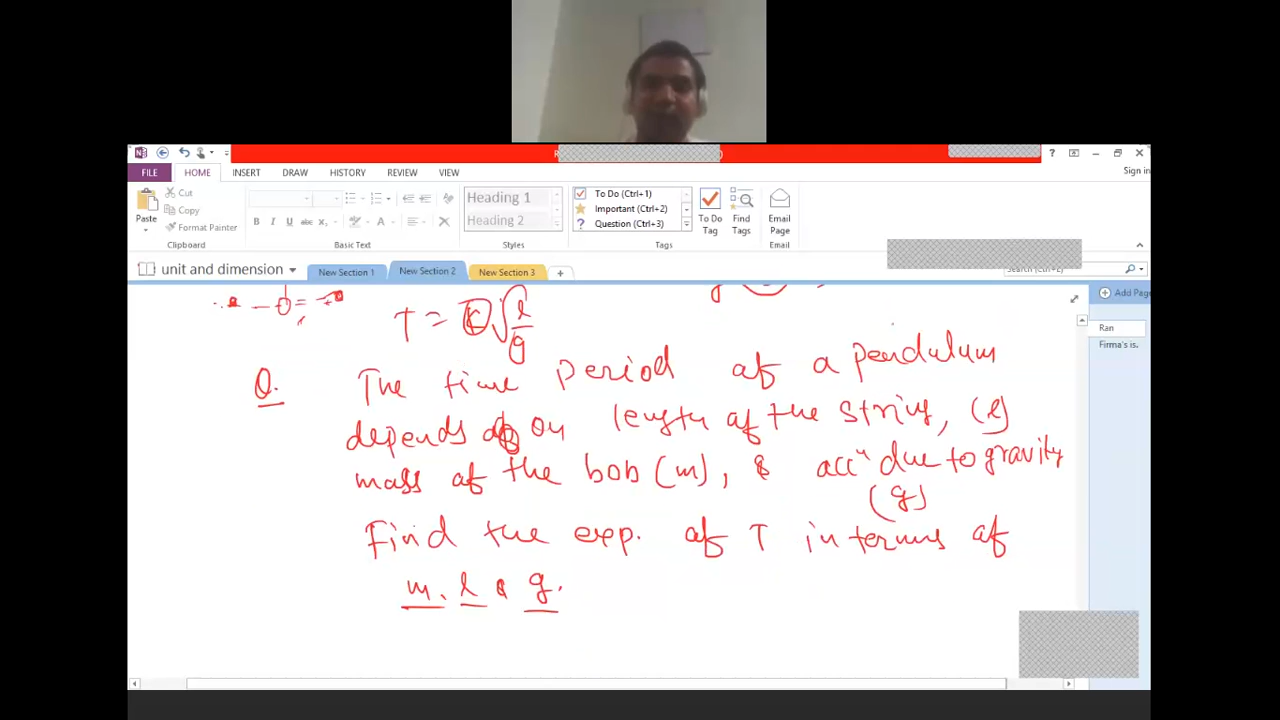 FILE HOME INSERT DRAW HISTORY REVIEW VIEW Sign in
Paste Cut Copy Format Painter Clipboard
B I U abc Basic Text
Heading 1 Heading 2 Styles
To Do (Ctrl+1) Important (Ctrl+2) Question (Ctrl+3) Tags
To Do Tag Find Tags
Email Page Email
unit and dimension New Section 1 New Section 2 New Section 3 Search (Ctrl+E)
Add Page
Ran
Firma's is.
T = K √l/g
Q. The time period of a pendulum
depends on length of the string, (l)
mass of the bob (m), & accⁿ due to gravity
(g)
Find the exp. of T in terms of
m, l & g.